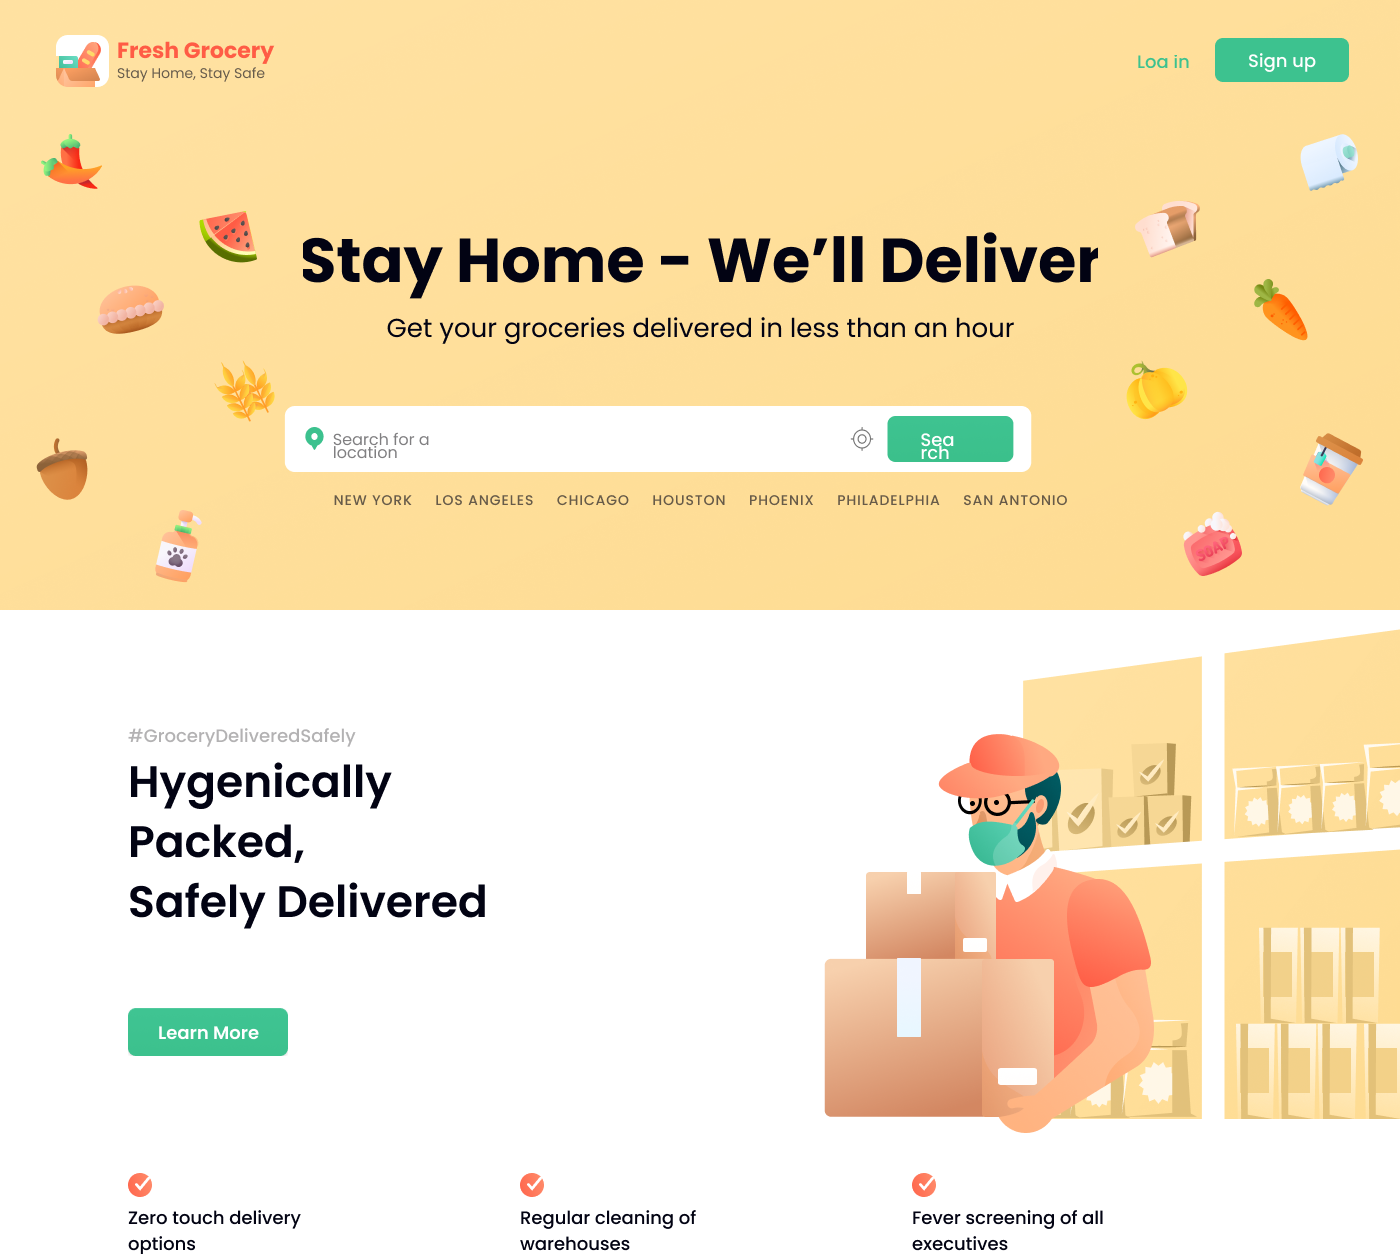 Fresh Grocery
Stay Home, Stay Safe
Loa in
Sign up
Stay Home - We’ll Deliver
Get your groceries delivered in less than an hour
Search for a
location
Sea
rch
NEW YORK LOS ANGELES CHICAGO HOUSTON PHOENIX PHILADELPHIA SAN ANTONIO
SOAP
#GroceryDeliveredSafely
Hygenically
Packed,
Safely Delivered
Learn More
Zero touch delivery
options
Regular cleaning of
warehouses
Fever screening of all
executives